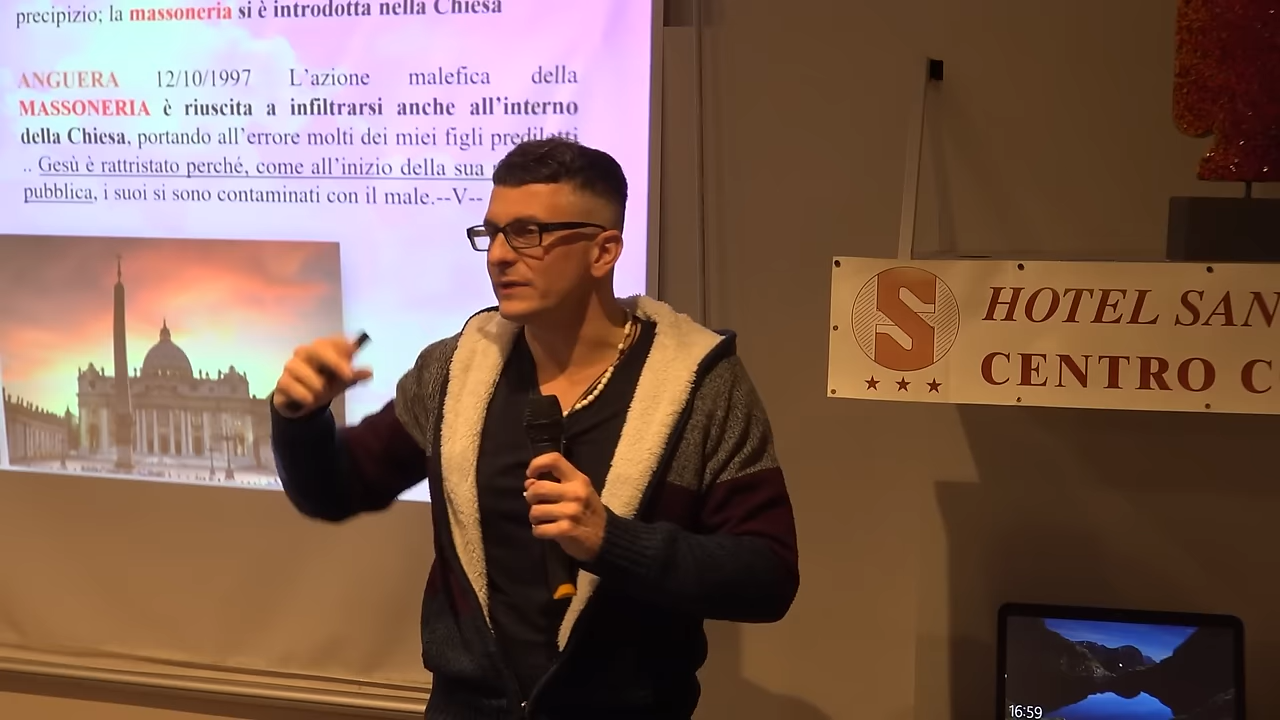 precipizio; la massoneria si è introdotta nella Chiesa
ANGUERA 12/10/1997 L'azione malefica della
MASSONERIA è riuscita a infiltrarsi anche all'interno
della Chiesa, portando all'errore molti dei miei figli prediletti
.. Gesù è rattristato perché, come all'inizio della sua
pubblica, i suoi si sono contaminati con il male.--V--
S
HOTEL SAN
CENTRO C
16:59